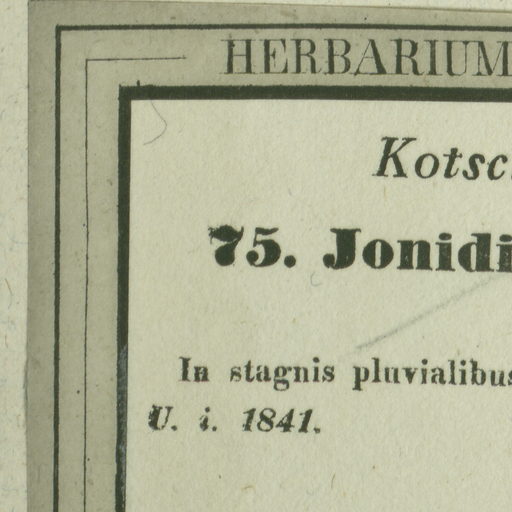 HERBARIUM
Kotsc
75. Jonidi
In stagnis pluvialibus
U. i. 1841.